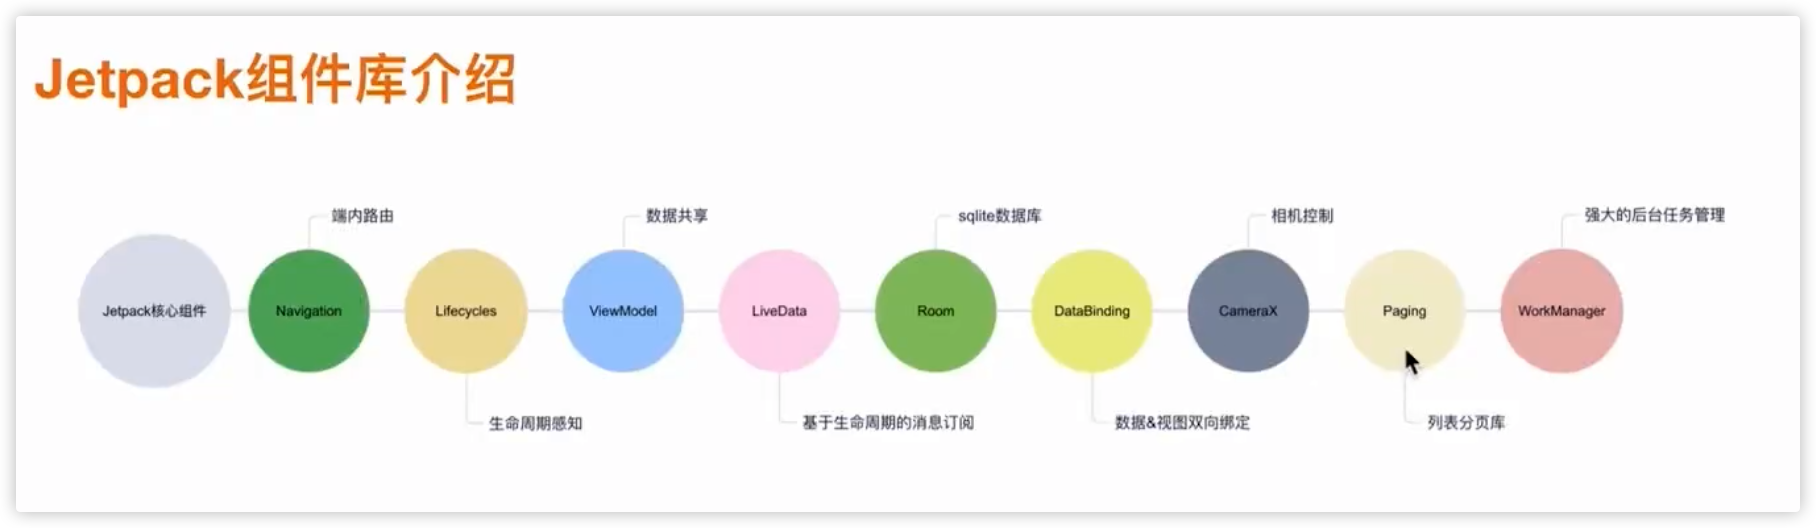 Jetpack组件库介绍
端内路由
数据共享
sqlite数据库
相机控制
强大的后台任务管理
Jetpack核心组件
Navigation
Lifecycles
ViewModel
LiveData
Room
DataBinding
CameraX
Paging
WorkManager
生命周期感知
基于生命周期的消息订阅
数据&视图双向绑定
列表分页库